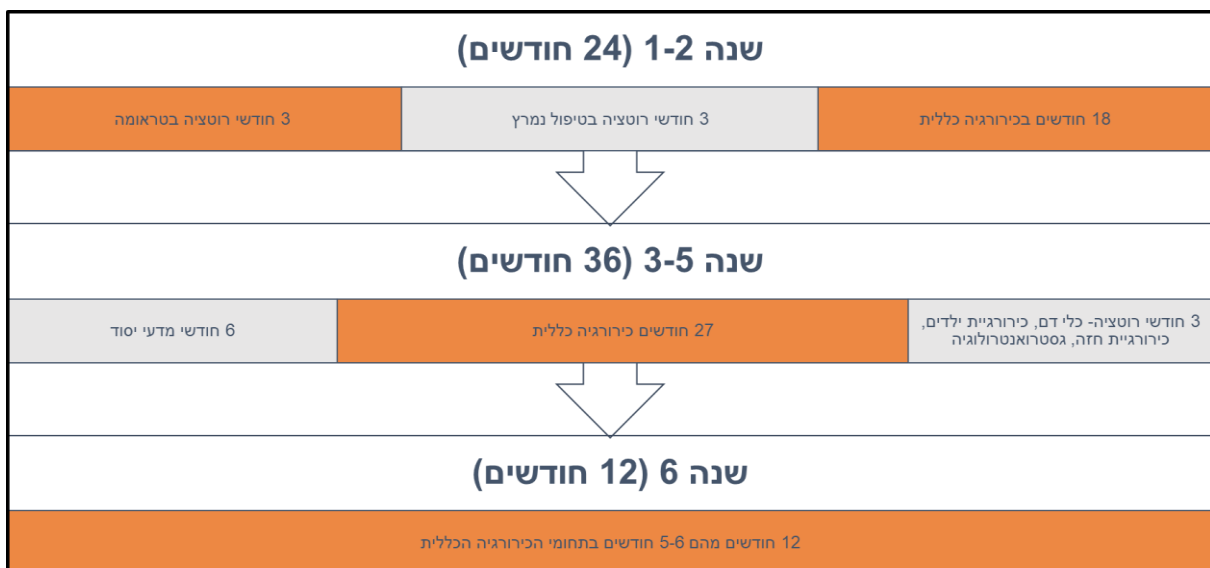 שנה 1-2 (24 חודשים)
18 חודשים בכירורגיה כללית
3 חודשי רוטציה בטיפול נמרץ
3 חודשי רוטציה בטראומה
שנה 3-5 (36 חודשים)
3 חודשי רוטציה- כלי דם, כירורגיית ילדים,
כירורגיית חזה, גסטרואנטרולוגיה
27 חודשים כירורגיה כללית
6 חודשי מדעי יסוד
שנה 6 (12 חודשים)
12 חודשים מהם 5-6 חודשים בתחומי הכירורגיה הכללית